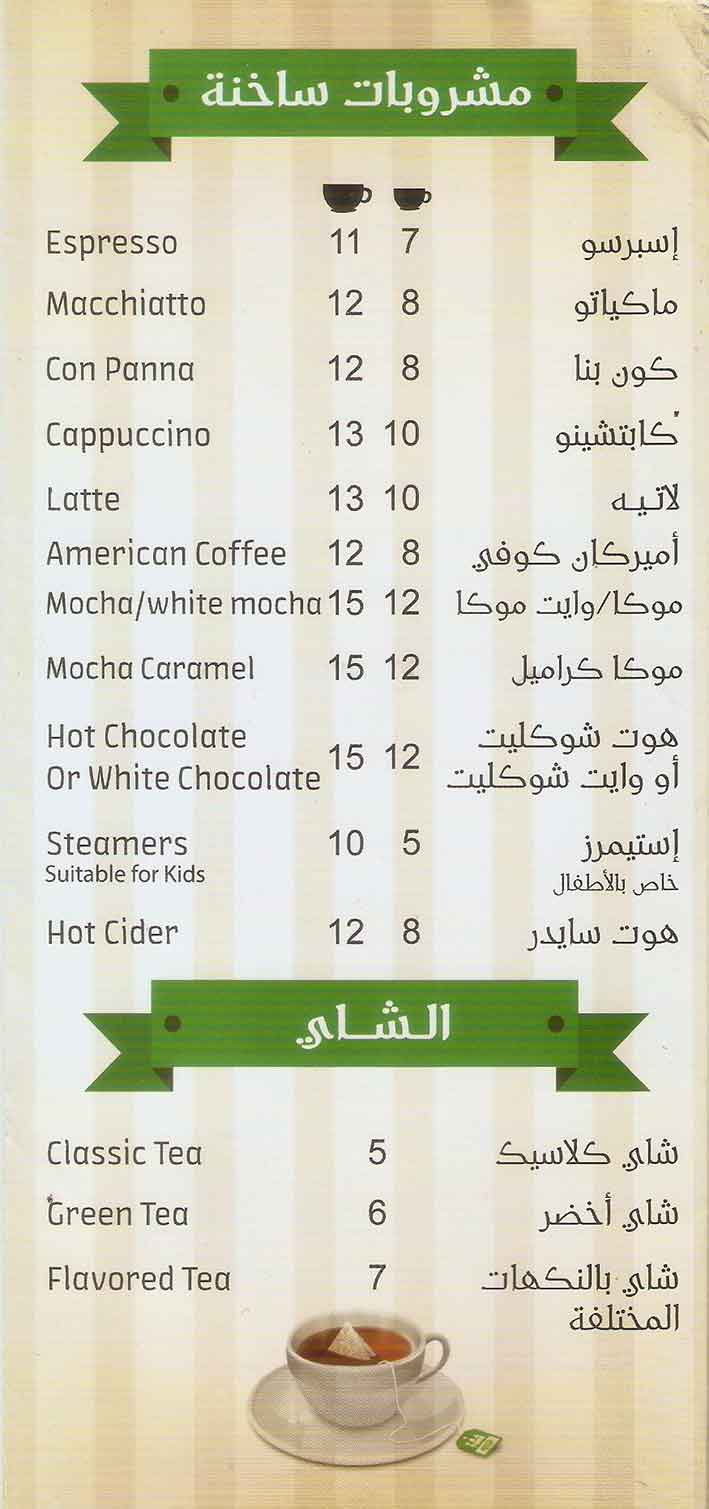 مشروبات ساخنة
Espresso 11 7 إسبرسو
Macchiatto 12 8 ماكياتو
Con Panna 12 8 كون بنا
Cappuccino 13 10 كابتشينو
Latte 13 10 لاتيه
American Coffee 12 8 أميركان كوفي
Mocha/white mocha 15 12 موكا/وايت موكا
Mocha Caramel 15 12 موكا كراميل
Hot Chocolate هوت شوكليت
Or White Chocolate 15 12 أو وايت شوكليت
Steamers 10 5 إستيمرز
Suitable for Kids خاص بالأطفال
Hot Cider 12 8 هوت سايدر
الشاي
Classic Tea 5 شاي كلاسيك
Green Tea 6 شاي أخضر
Flavored Tea 7 شاي بالنكهات
المختلفة